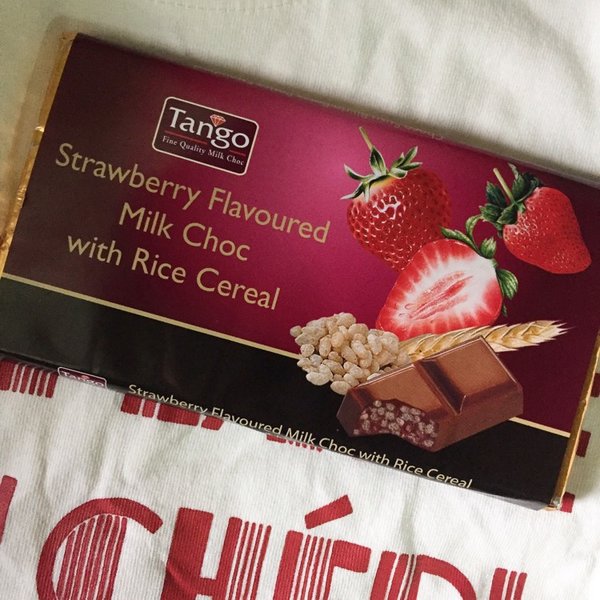 Tango
Fine Quality Milk Choc
Strawberry Flavoured
Milk Choc
with Rice Cereal
Tango
Strawberry Flavoured Milk Choc with Rice Cereal